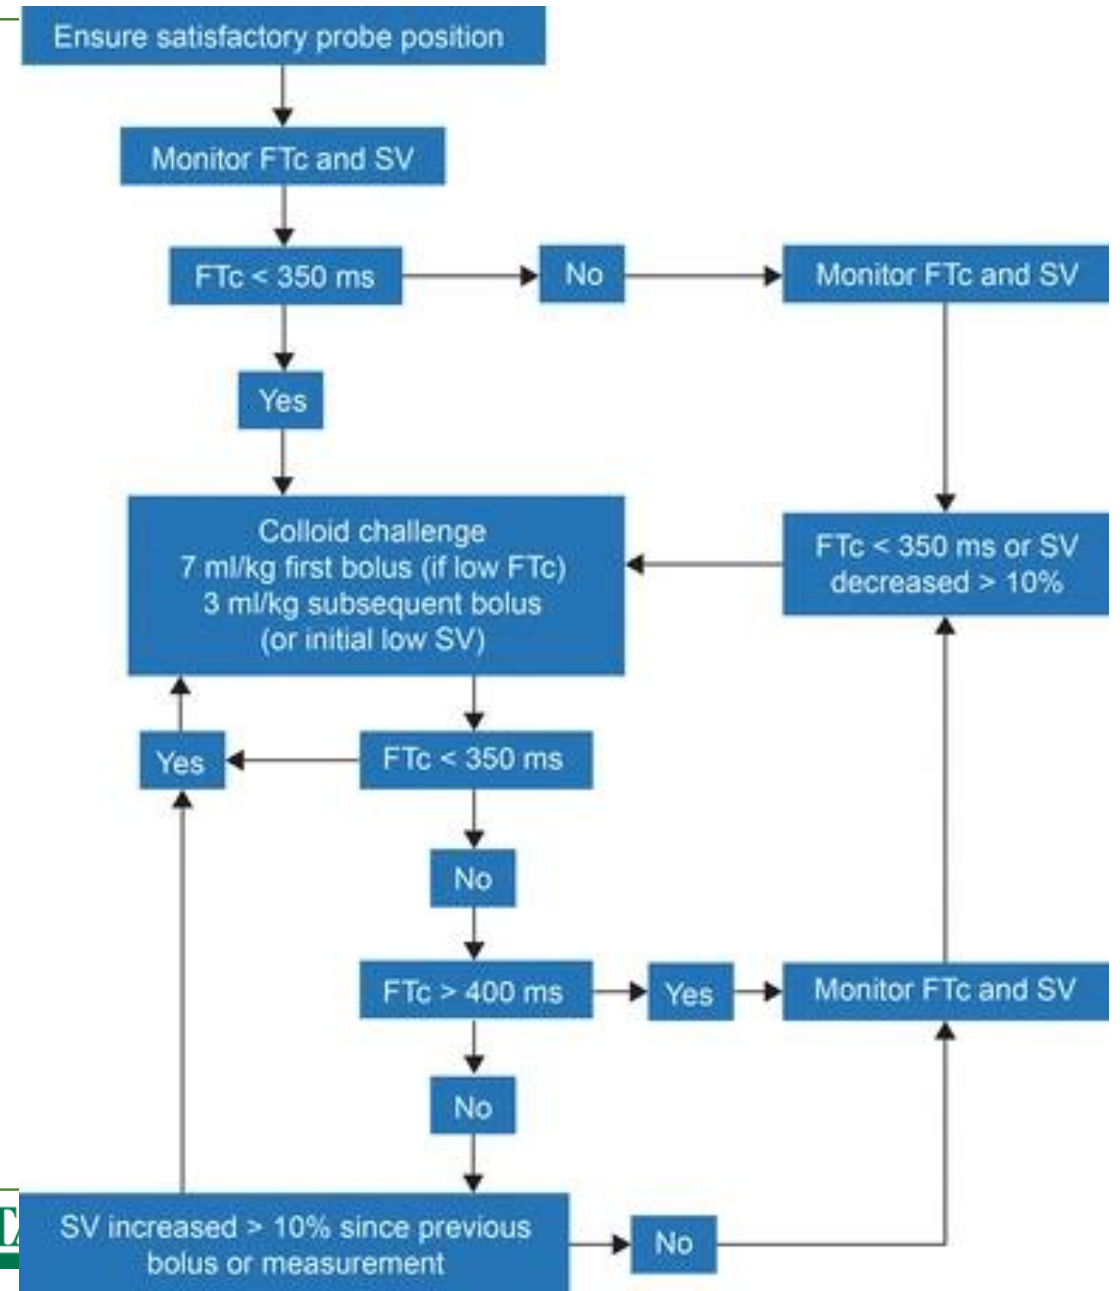 Ensure satisfactory probe position
Monitor FTc and SV
FTc < 350 ms
No
Monitor FTc and SV
Yes
Colloid challenge
7 ml/kg first bolus (if low FTc)
3 ml/kg subsequent bolus
(or initial low SV)
FTc < 350 ms or SV
decreased > 10%
Yes
FTc < 350 ms
No
FTc > 400 ms
Yes
Monitor FTc and SV
No
SV increased > 10% since previous
bolus or measurement
No